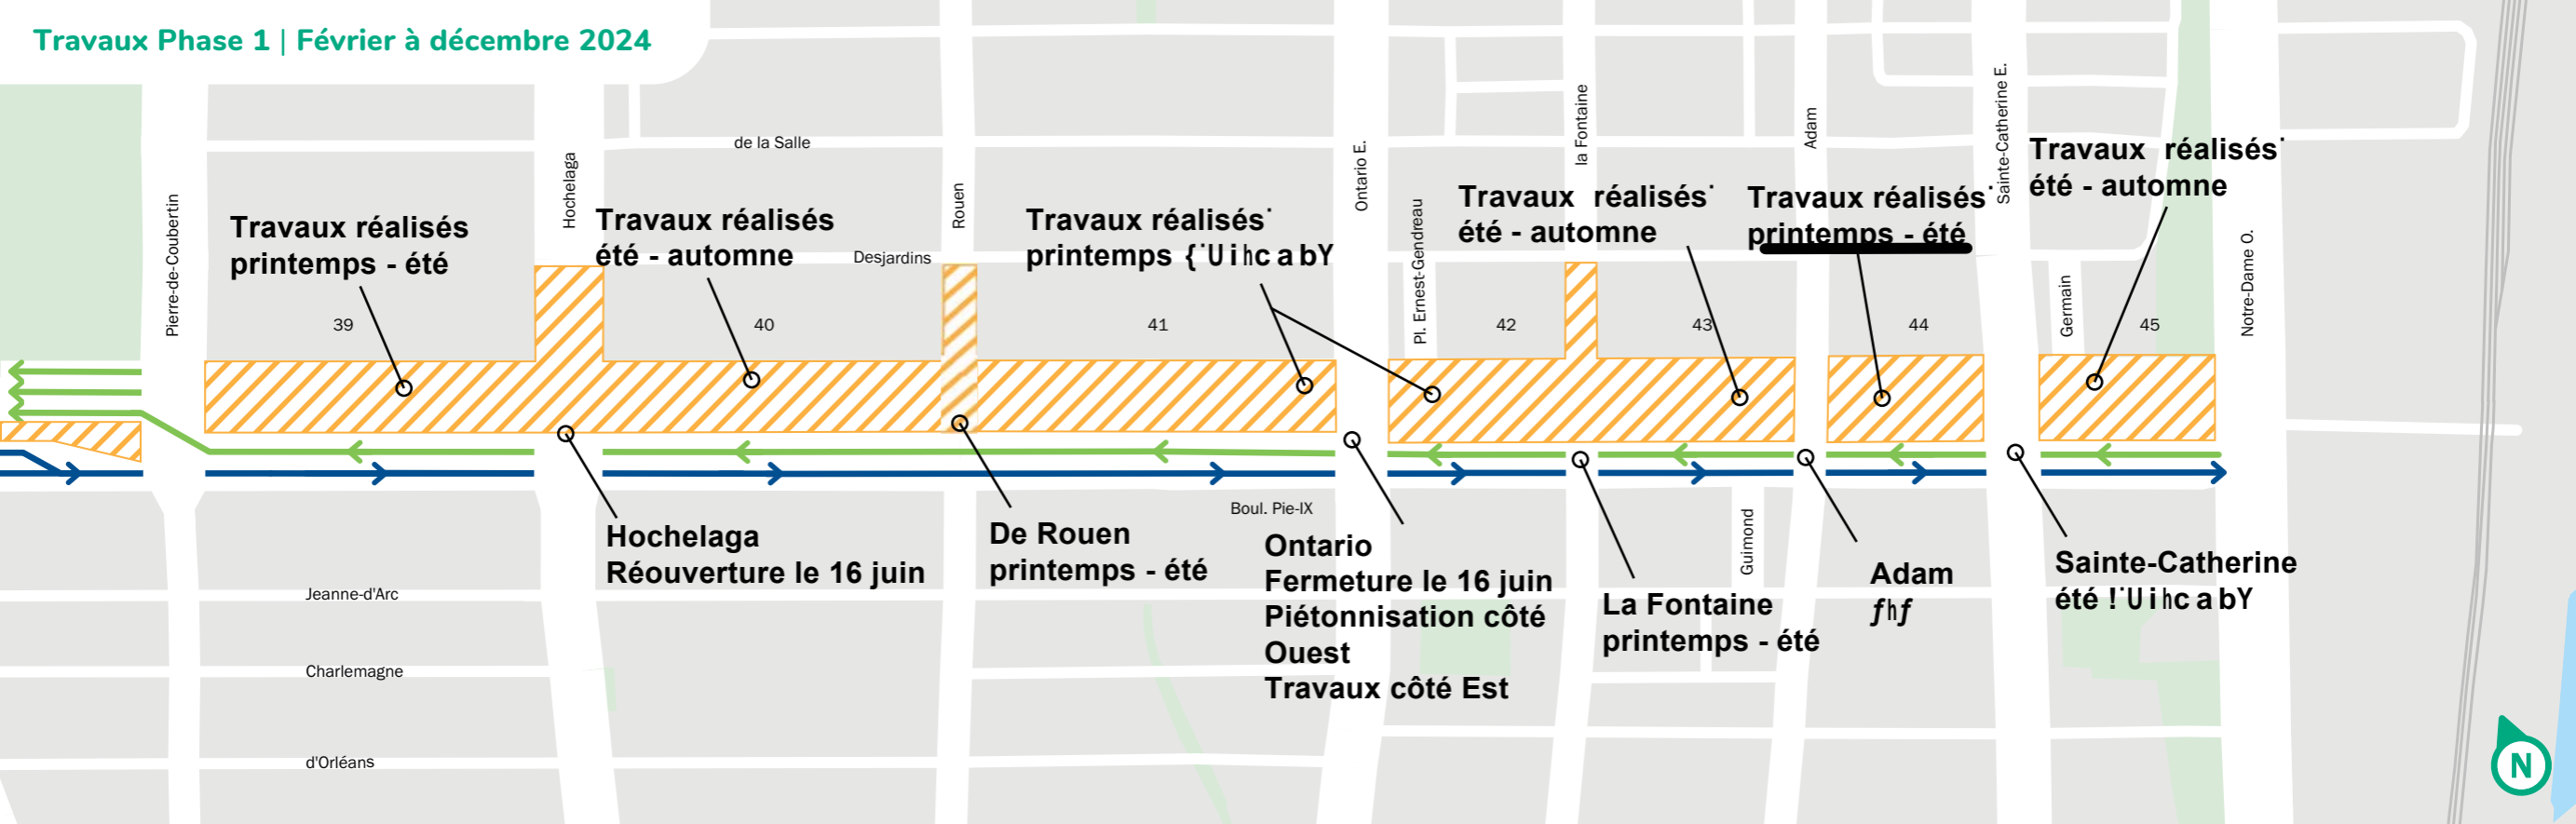 Travaux Phase 1 | Février à décembre 2024
Pierre-de-Coubertin
Hochelaga
de la Salle
Rouen
Desjardins
Ontario E.
Pl. Ernest-Gendreau
la Fontaine
Adam
Sainte-Catherine E.
Germain
Notre-Dame O.
Travaux réalisés
printemps - été
Travaux réalisés
été - automne
Travaux réalisés
printemps
Travaux réalisés
été - automne
Travaux réalisés
printemps - été
Travaux réalisés
été - automne
39
40
41
42
43
44
45
Boul. Pie-IX
Guimond
Hochelaga
Réouverture le 16 juin
De Rouen
printemps - été
Ontario
Fermeture le 16 juin
Piétonnisation côté
Ouest
Travaux côté Est
La Fontaine
printemps - été
Adam
Sainte-Catherine
été
Jeanne-d'Arc
Charlemagne
d'Orléans
N